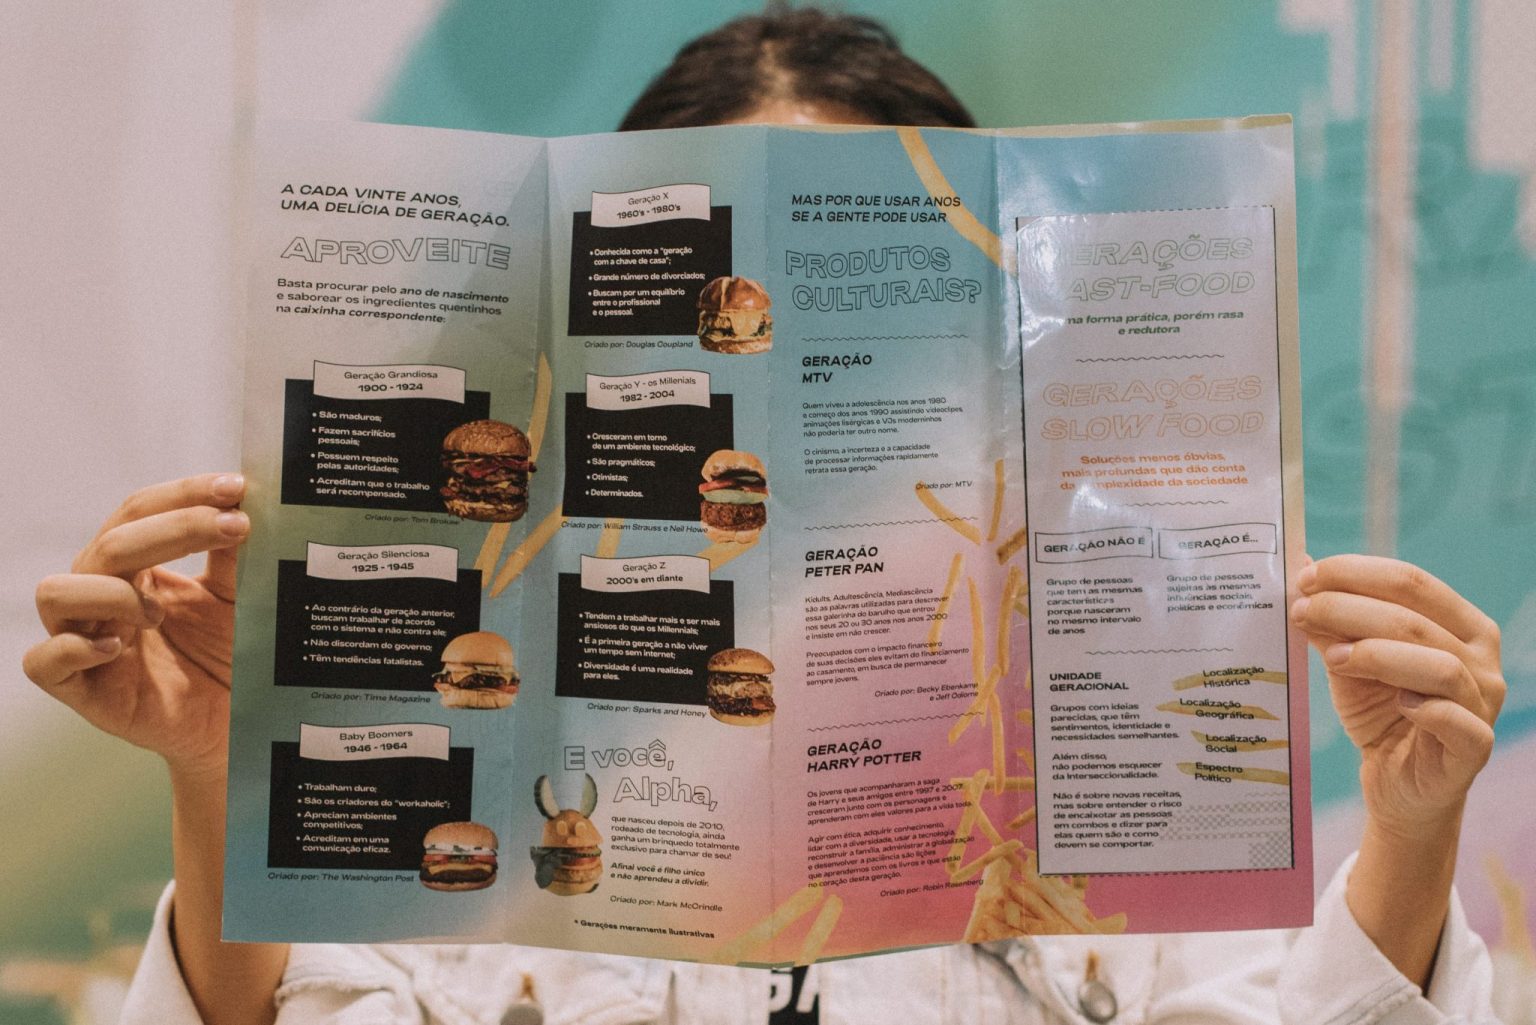 A CADA VINTE ANOS,
UMA DELÍCIA DE GERAÇÃO.
APROVEITE
Basta procurar pelo ano de nascimento
e saborear os ingredientes quentinhos
na caixinha correspondente:
Geração Grandiosa
1900 - 1924
• São maduros;
• Fazem sacrifícios
pessoais;
• Possuem respeito
pelas autoridades;
• Acreditam que o trabalho
será recompensado.
Criado por: Tom Brokaw
Geração Silenciosa
1925 - 1945
• Ao contrário da geração anterior,
buscam trabalhar de acordo
com o sistema e não contra ele;
• Não discordam do governo;
• Têm tendências fatalistas.
Criado por: Time Magazine
Baby Boomers
1946 - 1964
• Trabalham duro;
• São os criadores do "workaholic";
• Apreciam ambientes
competitivos;
• Acreditam em uma
comunicação eficaz.
Criado por: The Washington Post
Geração X
1960's - 1980's
• Conhecida como a "geração
com a chave de casa";
• Grande número de divorciados;
• Buscam por um equilíbrio
entre o profissional
e o pessoal.
Criado por: Douglas Coupland
Geração Y - os Millenials
1982 - 2004
• Cresceram em torno
de um ambiente tecnológico;
• São pragmáticos;
• Otimistas;
• Determinados.
Criado por: William Strauss e Neil Howe
Geração Z
2000's em diante
• Tendem a trabalhar mais e ser mais
ansiosos do que os Millennials;
• É a primeira geração a não viver
um tempo sem internet;
• Diversidade é uma realidade
para eles.
Criado por: Sparks and Honey
E você,
Alpha,
que nasceu depois de 2010,
rodeado de tecnologia, ainda
ganha um brinquedo totalmente
exclusivo para chamar de seu!
Afinal você é filho único
e não aprendeu a dividir.
Criado por: Mark McCrindle
* Gerações meramente ilustrativas
MAS POR QUE USAR ANOS
SE A GENTE PODE USAR
PRODUTOS
CULTURAIS?
GERAÇÃO
MTV
Quem viveu a adolescência nos anos 1980
e começo dos anos 1990 assistindo videoclipes,
animações lisérgicas e VJs moderninhos
não poderia ter outro nome.
O cinismo, a incerteza e a capacidade
de processar informações rapidamente
retrata essa geração.
Criado por: MTV
GERAÇÃO
PETER PAN
Kidults, Adultescência, Mediascência
são as palavras utilizadas para descrever
essa galerinha do barulho que entrou
nos seus 20 ou 30 anos nos anos 2000
e insiste em não crescer.
Preocupados com o impacto financeiro
de suas decisões eles evitam do financiamento
ao casamento, em busca de permanecer
sempre jovens.
Criado por: Becky Ebenkamp
e Jeff Odiorne
GERAÇÃO
HARRY POTTER
Os jovens que acompanharam a saga
de Harry e seus amigos entre 1997 e 2007
cresceram junto com os personagens e
aprenderam com eles valores para a vida toda.
Agir com ética, adquirir conhecimento,
lidar com a diversidade, usar a tecnologia,
reconstruir a família, administrar a globalização
e desenvolver a paciência são lições
que aprendemos com os livros e que estão
no coração desta geração.
Criado por: Robin Rosenberg
GERAÇÕES
FAST-FOOD
Uma forma prática, porém rasa
e redutora
GERAÇÕES
SLOW FOOD
Soluções menos óbvias,
mais profundas que dão conta
da complexidade da sociedade
GERAÇÃO NÃO É
Grupo de pessoas
que tem as mesmas
características
porque nasceram
no mesmo intervalo
de anos
GERAÇÃO É...
Grupo de pessoas
sujeitas às mesmas
influências sociais,
políticas e econômicas
UNIDADE
GERACIONAL
Grupos com ideias
parecidas, que têm
sentimentos, identidade e
necessidades semelhantes.
Além disso,
não podemos esquecer
da Interseccionalidade.
Não é sobre novas receitas,
mas sobre entender o risco
de encaixotar as pessoas
em combos e dizer para
elas quem são e como
devem se comportar.
Localização
Histórica
Localização
Geográfica
Localização
Social
Espectro
Político